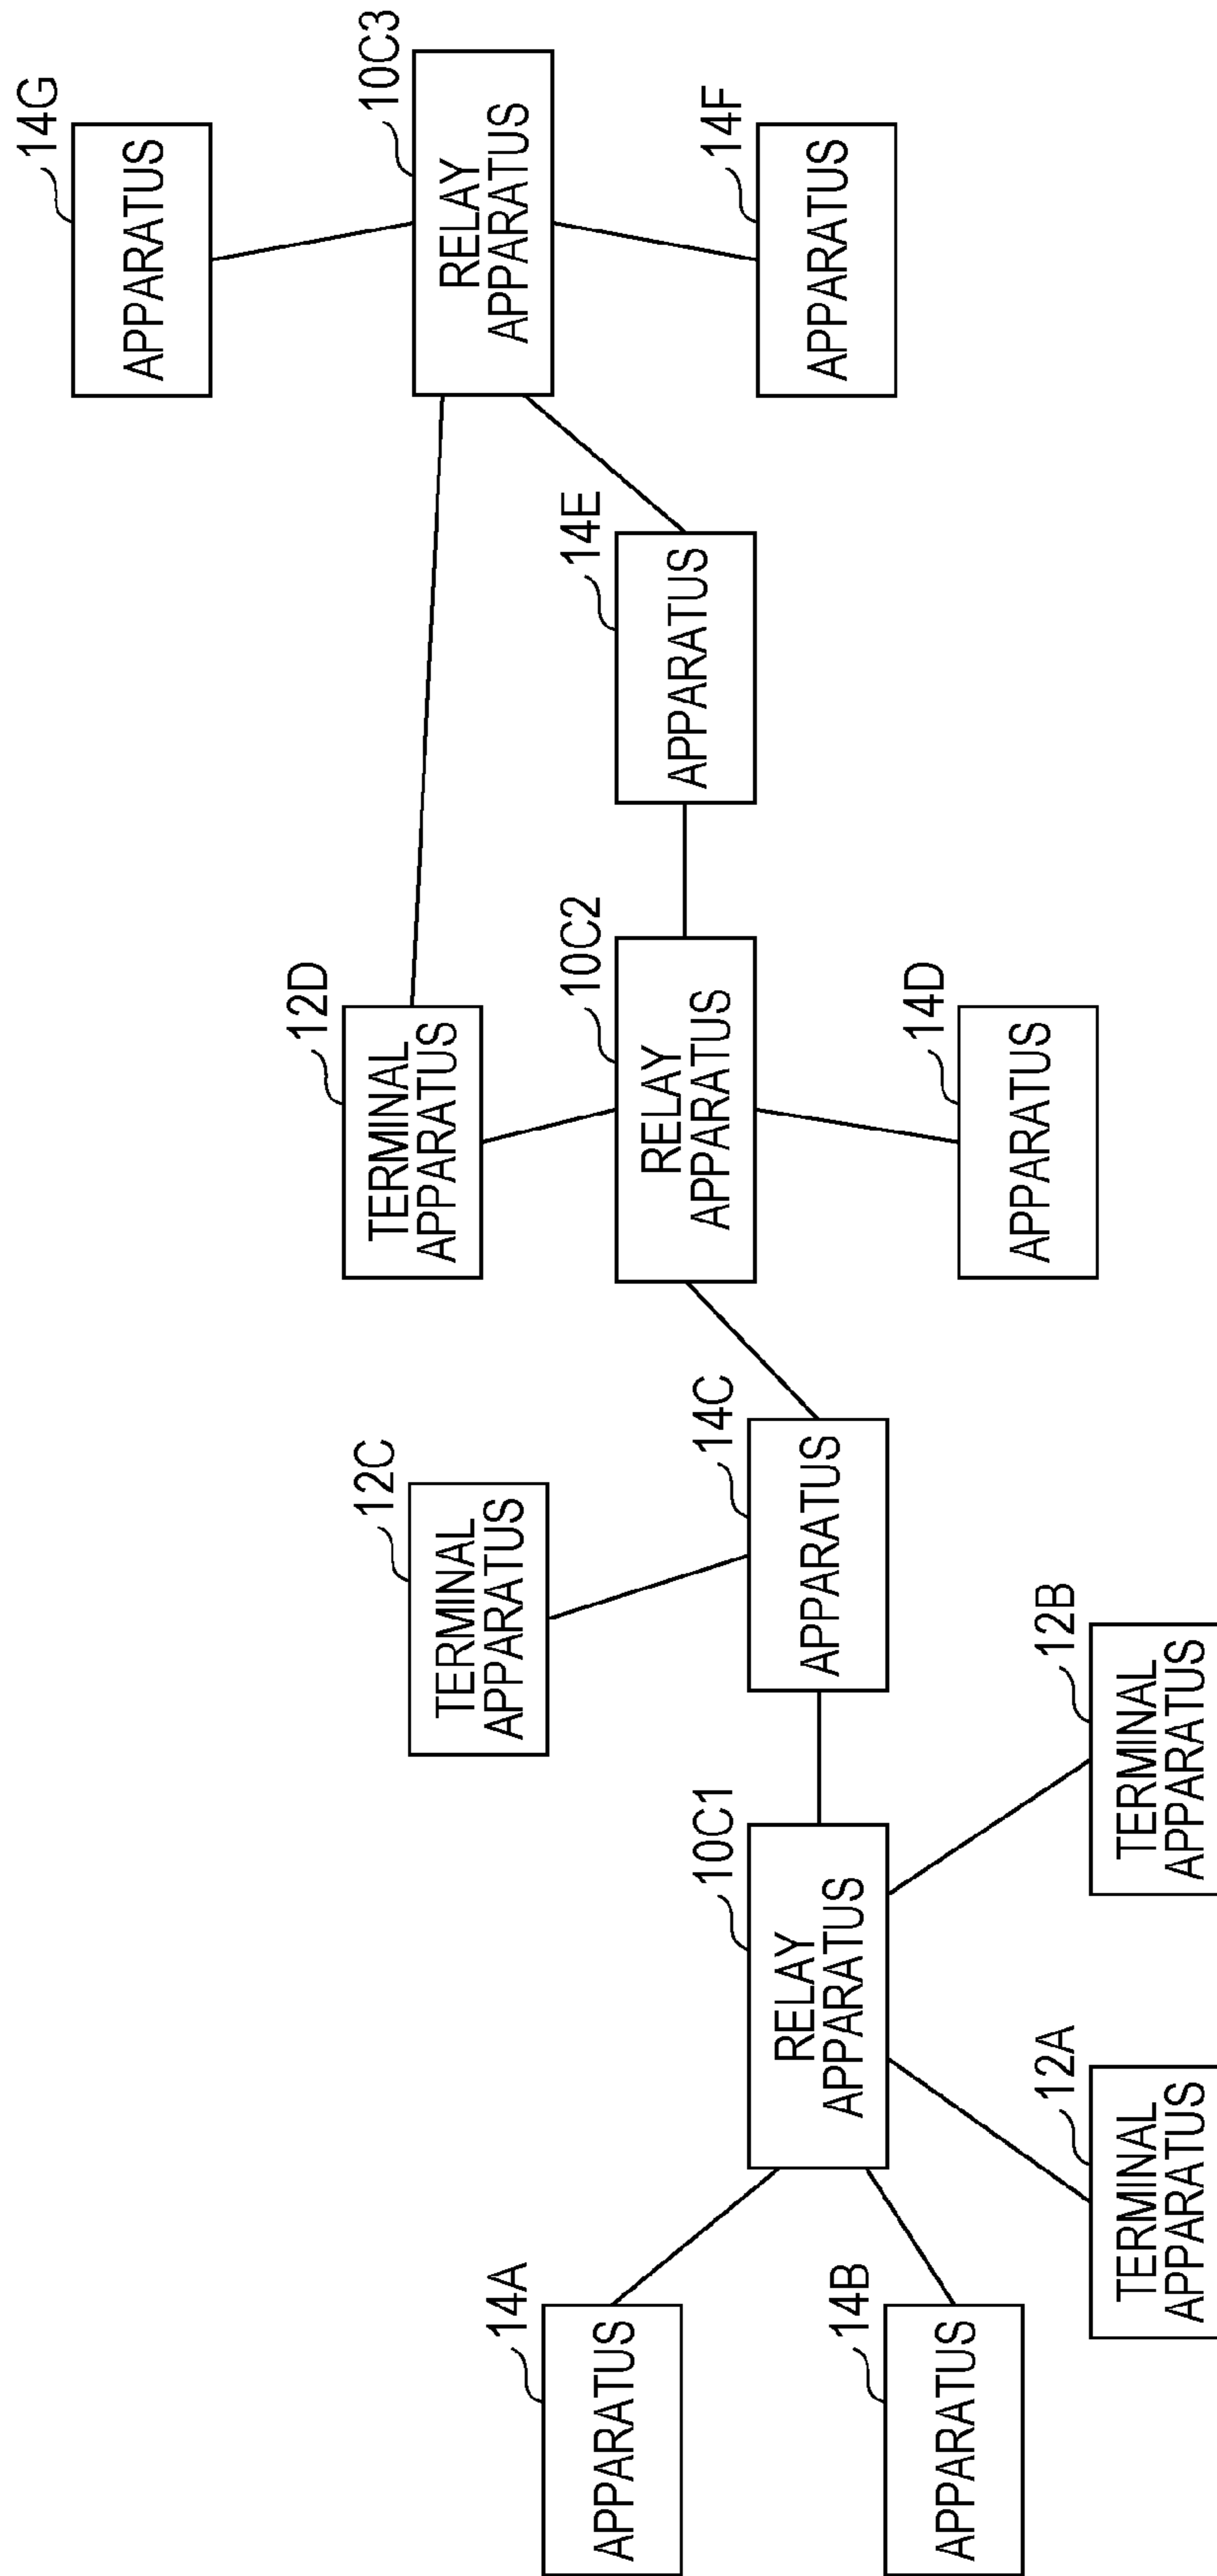 14G
APPARATUS
10C3
RELAY
APPARATUS
14F
APPARATUS
12D
TERMINAL
APPARATUS
14E
APPARATUS
10C2
RELAY
APPARATUS
14D
APPARATUS
12C
TERMINAL
APPARATUS
14C
APPARATUS
10C1
RELAY
APPARATUS
12B
TERMINAL
APPARATUS
12A
TERMINAL
APPARATUS
14A
APPARATUS
14B
APPARATUS